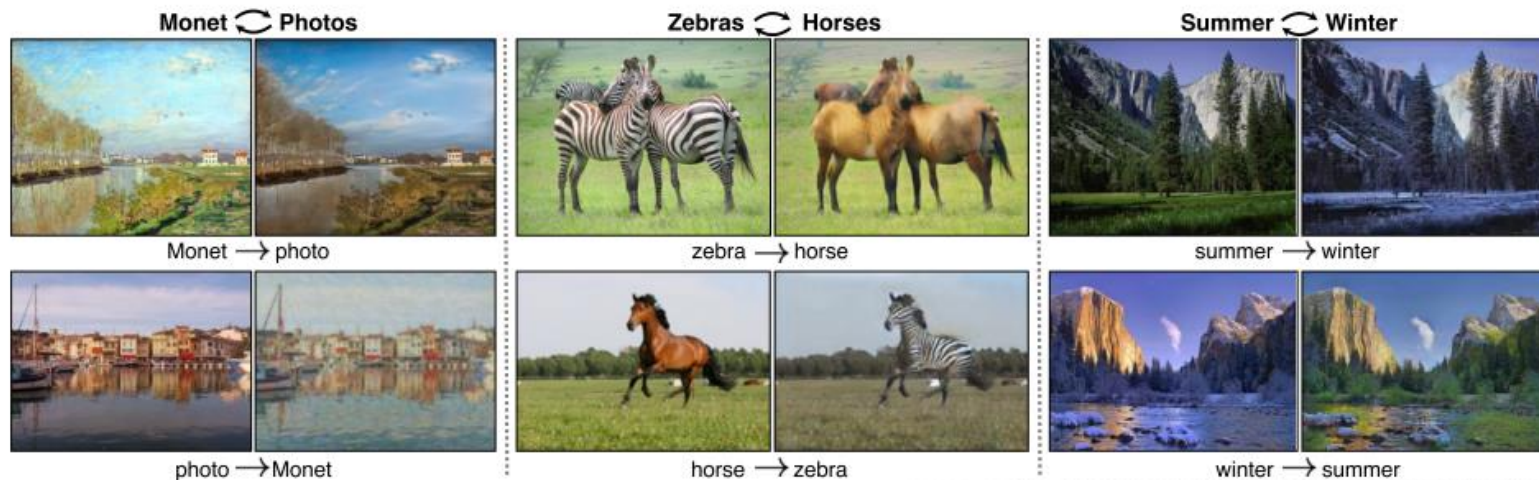 Monet ⇄ Photos
Zebras ⇄ Horses
Summer ⇄ Winter
Monet → photo
zebra → horse
summer → winter
photo → Monet
horse → zebra
winter → summer